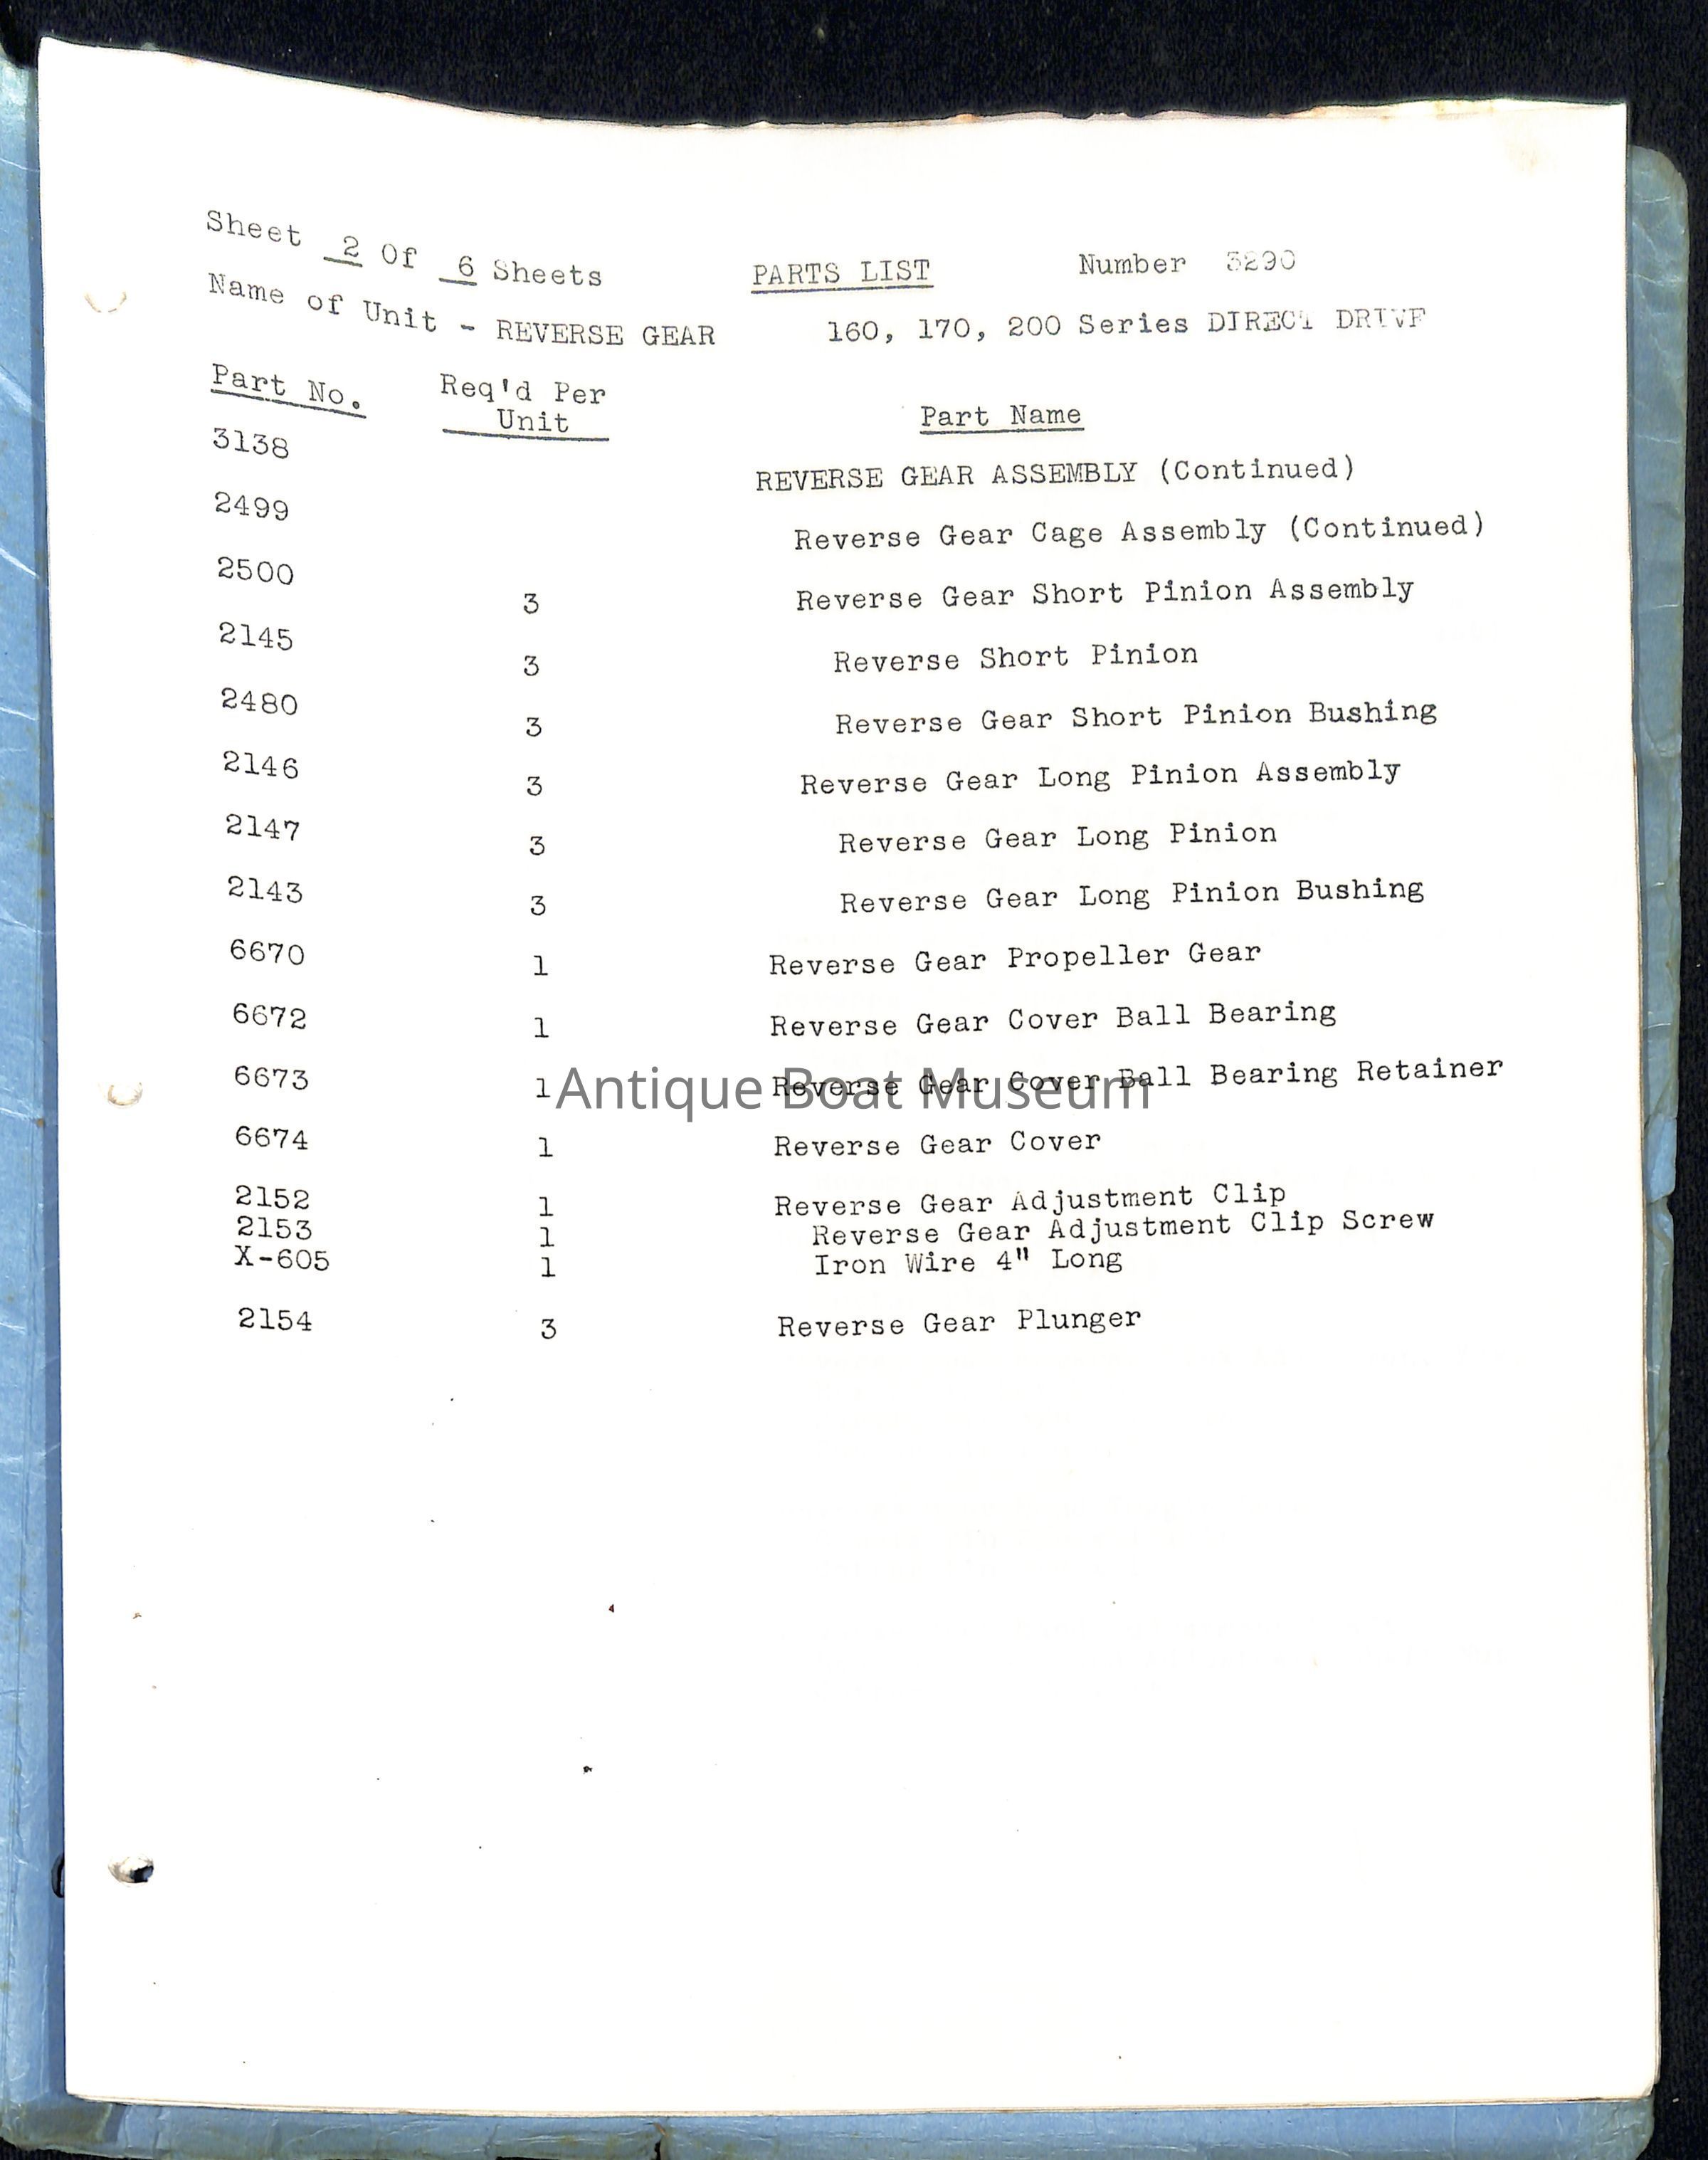 Sheet 2 Of 6 Sheets PARTS LIST Number 3290
Name of Unit - REVERSE GEAR 160, 170, 200 Series DIRECT DRIVE
Part No. Req'd Per Unit Part Name
3138 REVERSE GEAR ASSEMBLY (Continued)
2499 Reverse Gear Cage Assembly (Continued)
2500 3 Reverse Gear Short Pinion Assembly
2145 3 Reverse Short Pinion
2480 3 Reverse Gear Short Pinion Bushing
2146 3 Reverse Gear Long Pinion Assembly
2147 3 Reverse Gear Long Pinion
2143 3 Reverse Gear Long Pinion Bushing
6670 1 Reverse Gear Propeller Gear
6672 1 Reverse Gear Cover Ball Bearing
6673 1 Reverse Gear Cover Ball Bearing Retainer
Antique Boat Museum
6674 1 Reverse Gear Cover
2152 1 Reverse Gear Adjustment Clip
2153 1 Reverse Gear Adjustment Clip Screw
X-605 1 Iron Wire 4" Long
2154 3 Reverse Gear Plunger